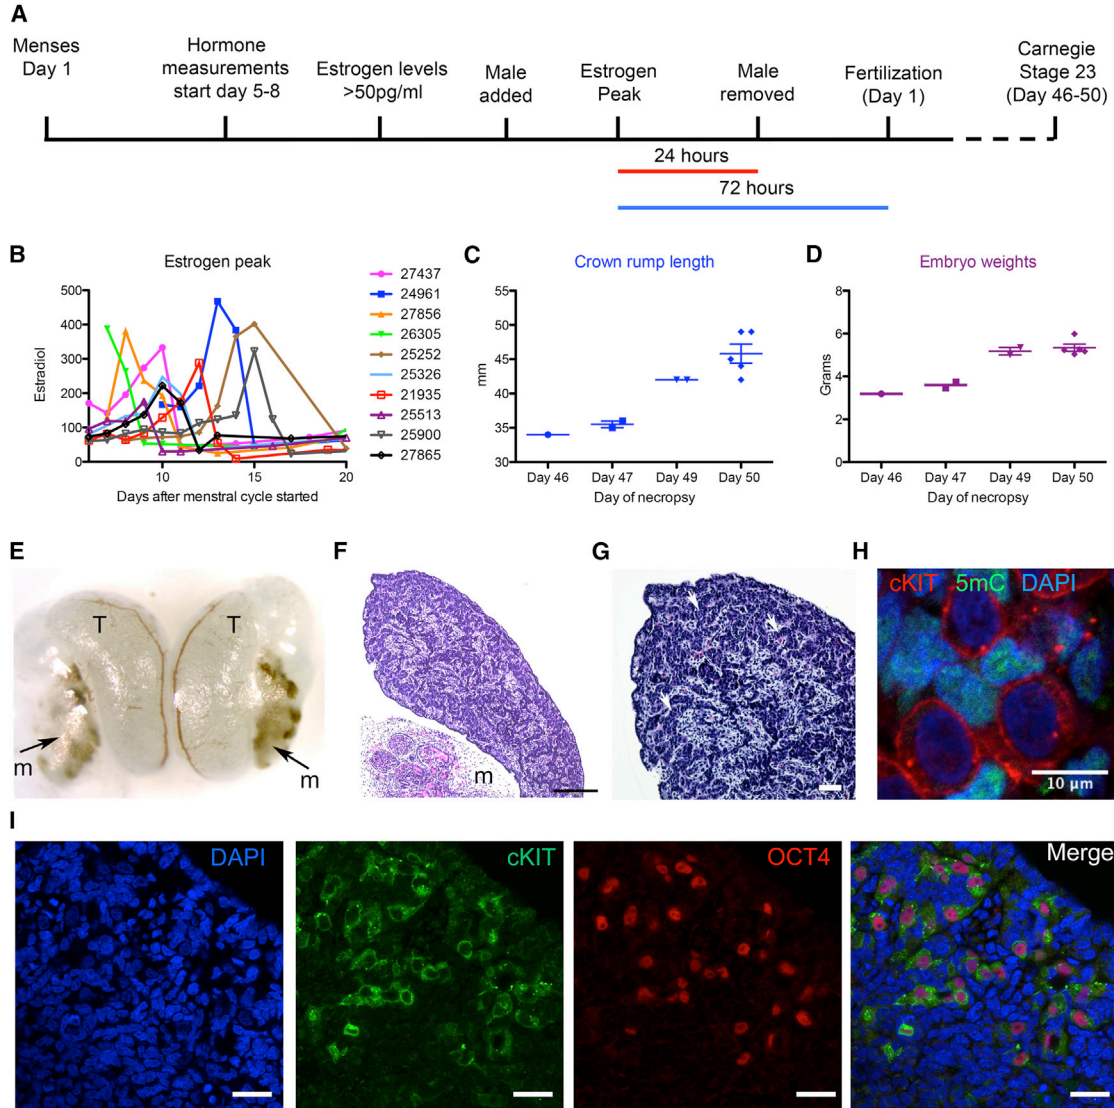 A
Menses
Day 1
Hormone
measurements
start day 5-8
Estrogen levels
>50pg/ml
Male
added
Estrogen
Peak
Male
removed
Fertilization
(Day 1)
Carnegie
Stage 23
(Day 46-50)
24 hours
72 hours
B
Estrogen peak
Estradiol
500
400
300
200
100
0
10
15
20
Days after menstral cycle started
27437
24961
27856
26305
25252
25326
21935
25513
25900
27865
C
Crown rump length
mm
55
50
45
40
35
30
Day 46
Day 47
Day 49
Day 50
Day of necropsy
D
Embryo weights
Grams
8
6
4
2
0
Day 46
Day 47
Day 49
Day 50
Day of necropsy
E
T
T
m
m
F
m
G
H
cKIT 5mC DAPI
10 μm
I
DAPI
cKIT
OCT4
Merge